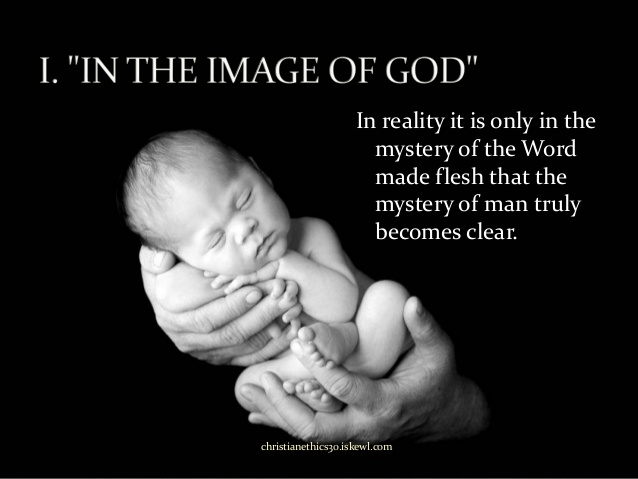 I. "IN THE IMAGE OF GOD"
In reality it is only in the
mystery of the Word
made flesh that the
mystery of man truly
becomes clear.
christianethics30.iskewl.com